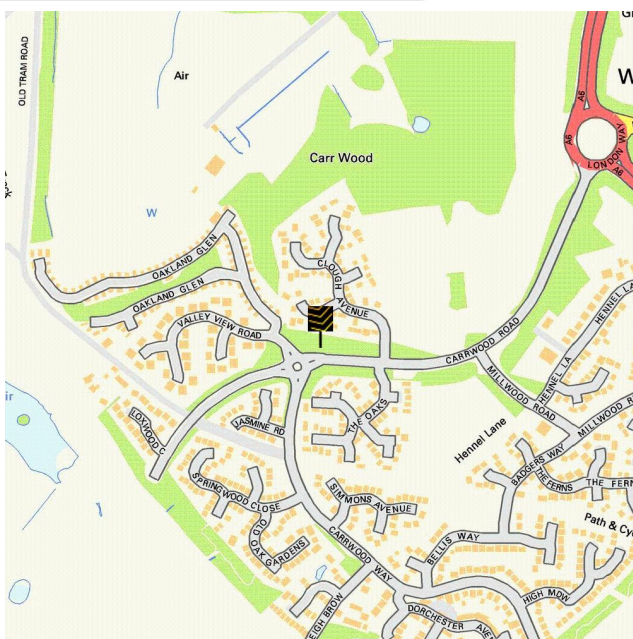 OLD TRAM ROAD
Air
A6
W
A6
LONDON WAY
A6
Carr Wood
W
OAKLAND GLEN
CLOUGH
AVENUE
OAKLAND GLEN
VALLEY VIEW ROAD
HENNEL LA
CARRWOOD ROAD
MILLWOOD ROAD
HENNEL LA
THE OAKS
LOXWOOD C
JASMINE RD
Hennel Lane
MILLWOOD R
BADGERS WAY
THE FERNS
THE FERN
SPRINGWOOD CLOSE
SIMMONS AVENUE
OLD OAK GARDENS
CARRWOOD WAY
BELLIS WAY
Path & Cyc
HIGH MDW
EIGH BROW
DORCHESTER AVE